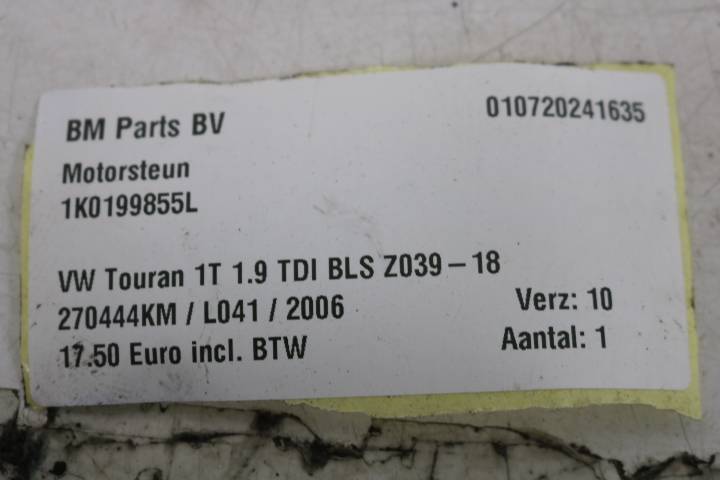 BM Parts BV 010720241635
Motorsteun
1K0199855L
VW Touran 1T 1.9 TDI BLS Z039-18
270444KM / L041 / 2006 Verz: 10
17.50 Euro incl. BTW Aantal: 1